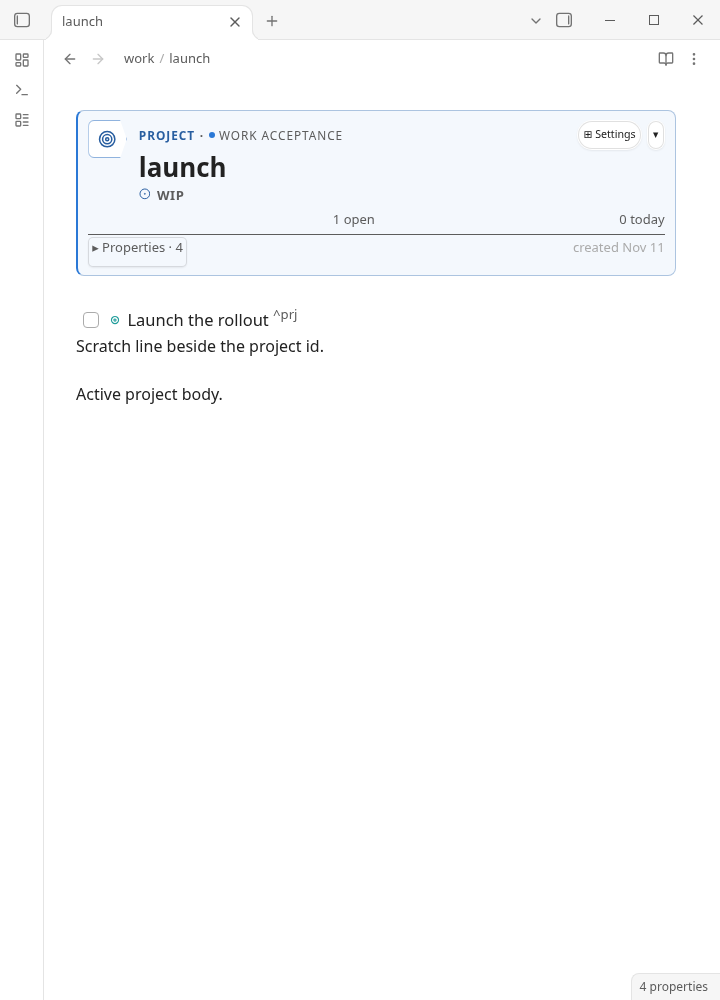 launch
work / launch
PROJECT · WORK ACCEPTANCE
Settings
launch
WIP
1 open 0 today
Properties · 4 created Nov 11
Launch the rollout ^prj
Scratch line beside the project id.
Active project body.
4 properties